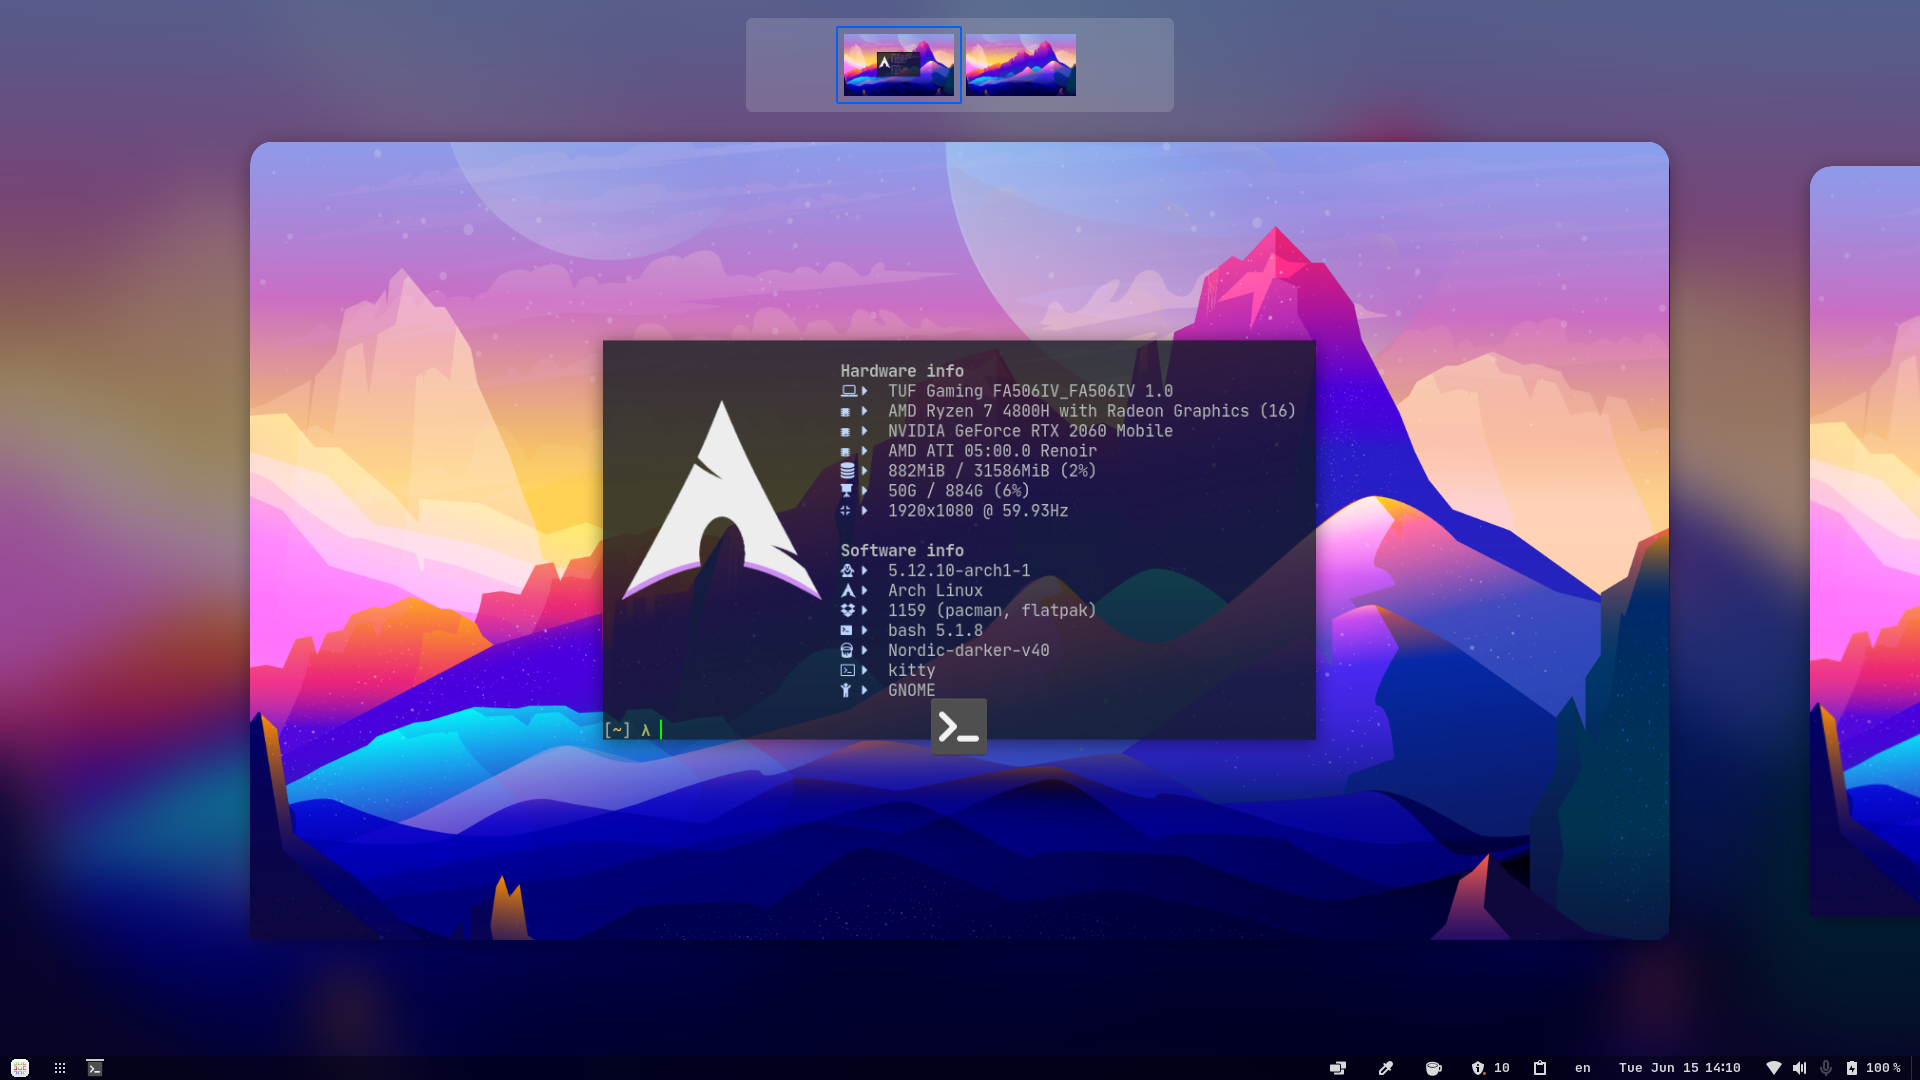 Hardware info
TUF Gaming FA506IV_FA506IV 1.0
AMD Ryzen 7 4800H with Radeon Graphics (16)
NVIDIA GeForce RTX 2060 Mobile
AMD ATI 05:00.0 Renoir
882MiB / 31586MiB (2%)
50G / 884G (6%)
1920x1080 @ 59.93Hz
Software info
5.12.10-arch1-1
Arch Linux
1159 (pacman, flatpak)
bash 5.1.8
Nordic-darker-v40
kitty
GNOME
[~] λ
10 en Tue Jun 15 14:10 100 %